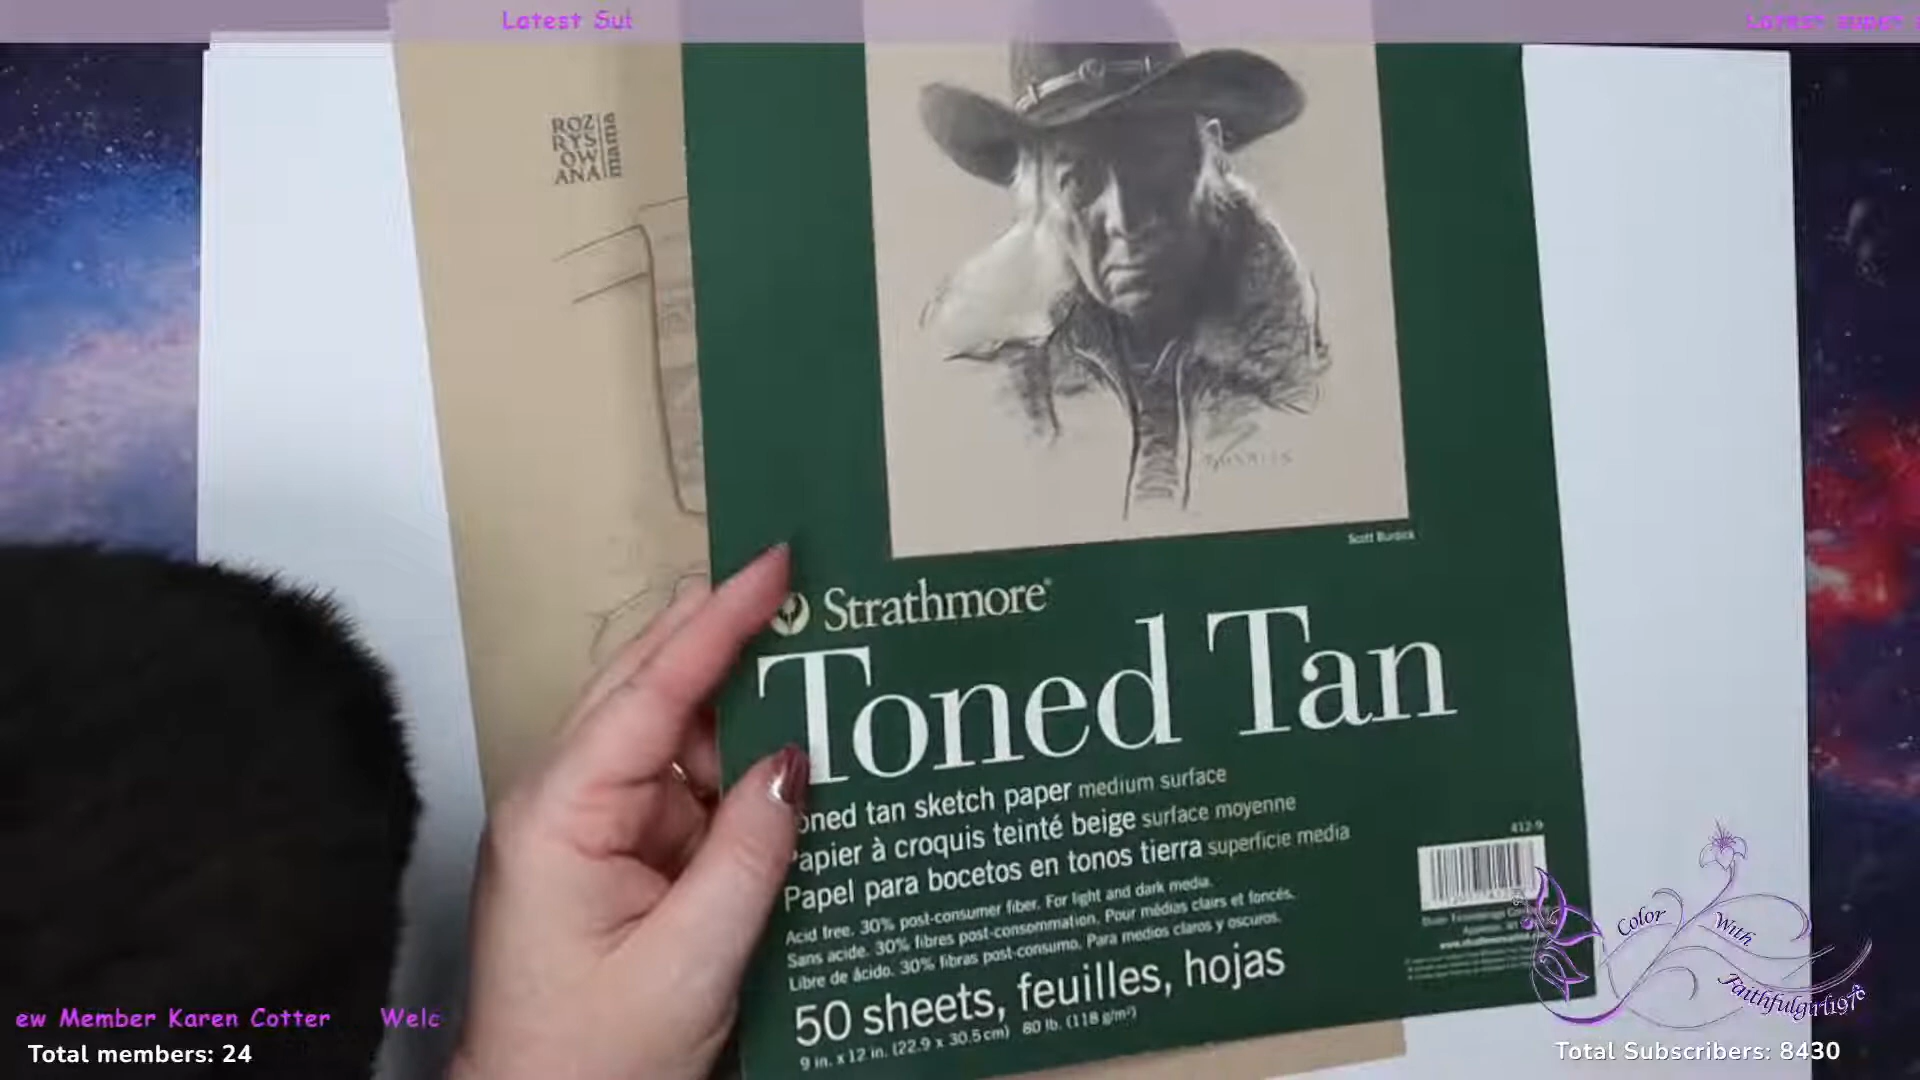 Latest Su
ROZ
RYS
OW
ANA
mama
Scott Burdick
Strathmore®
Toned Tan
oned tan sketch paper medium surface
apier à croquis teinté beige surface moyenne
Papel para bocetos en tonos tierra superficie media
Acid free. 30% post-consumer fiber. For light and dark media.
Sans acide. 30% fibres post-consommation. Pour médias clairs et foncés.
Libre de ácido. 30% fibras post-consumo. Para medios claros y oscuros.
50 sheets, feuilles, hojas
9 in. x 12 in. (22.9 x 30.5 cm) 80 lb. (118 g/m²)
412-9
Color
With
Faithfulgirl1978
ew Member Karen Cotter Welc
Total members: 24
Total Subscribers: 8430